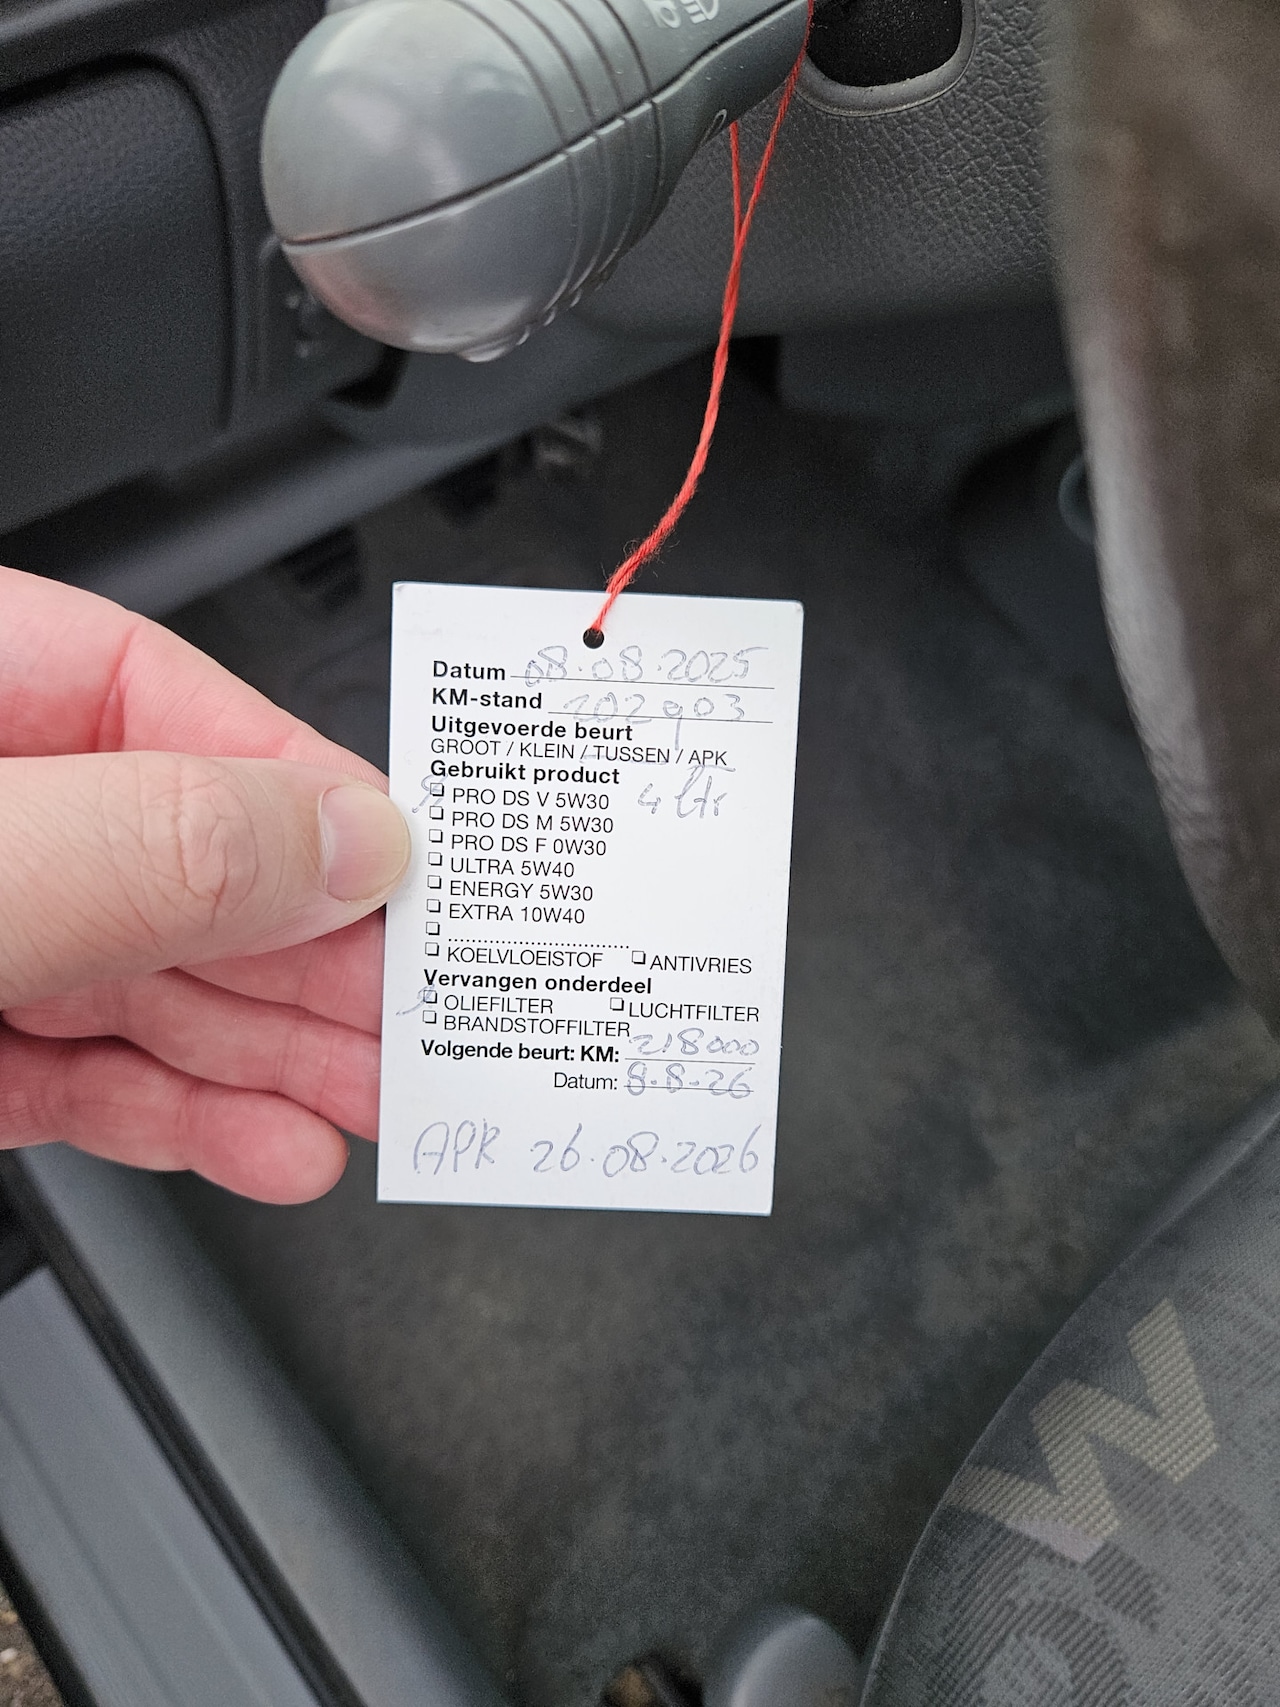 Datum 08.08.2025
KM-stand 202903
Uitgevoerde beurt
GROOT / KLEIN / TUSSEN / APK
Gebruikt product
❏ PRO DS V 5W30 4 ltr
❏ PRO DS M 5W30
❏ PRO DS F 0W30
❏ ULTRA 5W40
❏ ENERGY 5W30
❏ EXTRA 10W40
❏ ...............................
❏ KOELVLOEISTOF ❏ ANTIVRIES
Vervangen onderdeel
❏ OLIEFILTER ❏ LUCHTFILTER
❏ BRANDSTOFFILTER
Volgende beurt: KM: 218000
Datum: 8-8-26
APK 26.08.2026